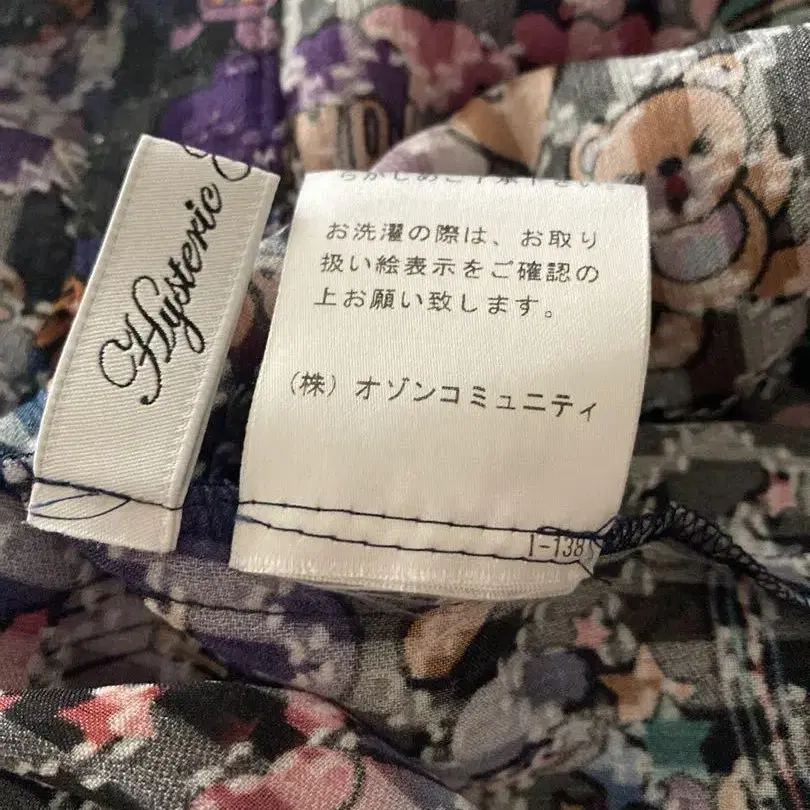 Hysteric
お洗濯の際は、お取り
扱い絵表示をご確認の
上お願い致します。
(株) オゾンコミュニティ
I-138